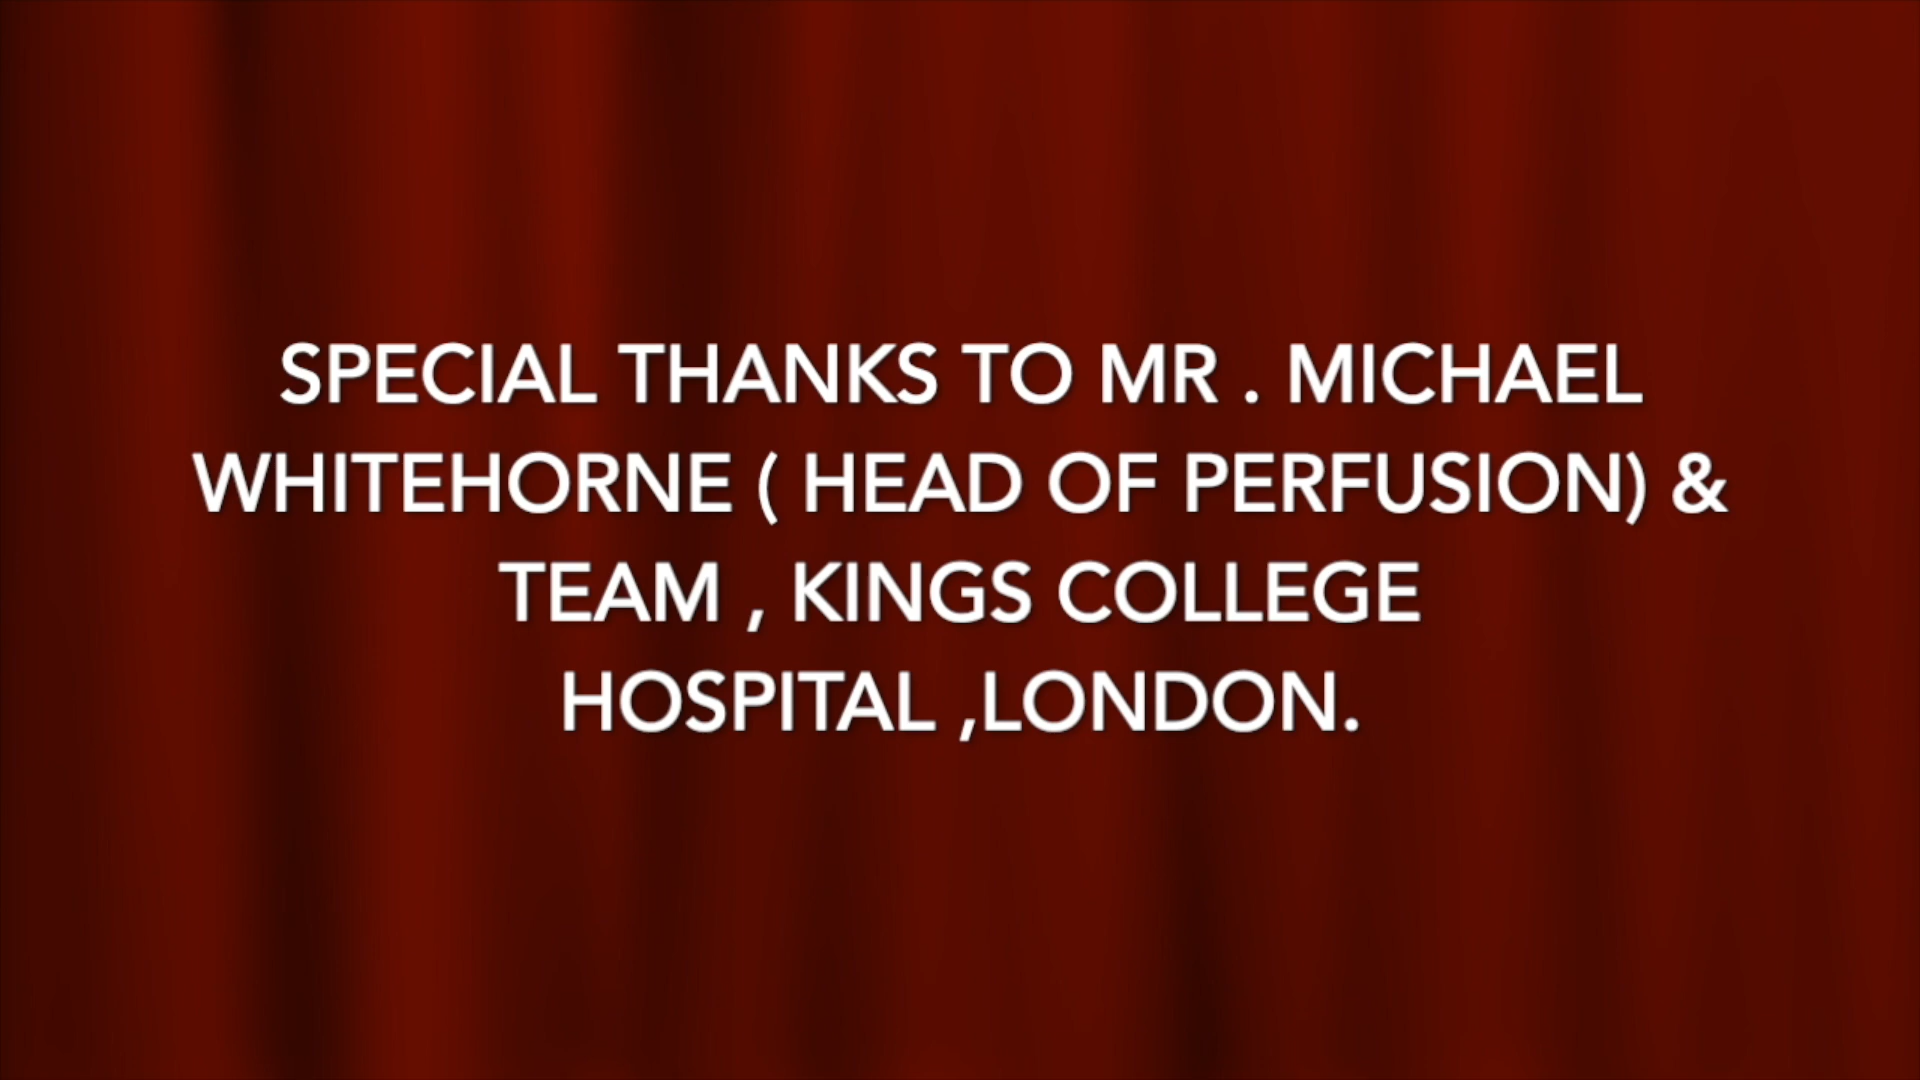 SPECIAL THANKS TO MR . MICHAEL
WHITEHORNE ( HEAD OF PERFUSION) &
TEAM , KINGS COLLEGE
HOSPITAL ,LONDON.